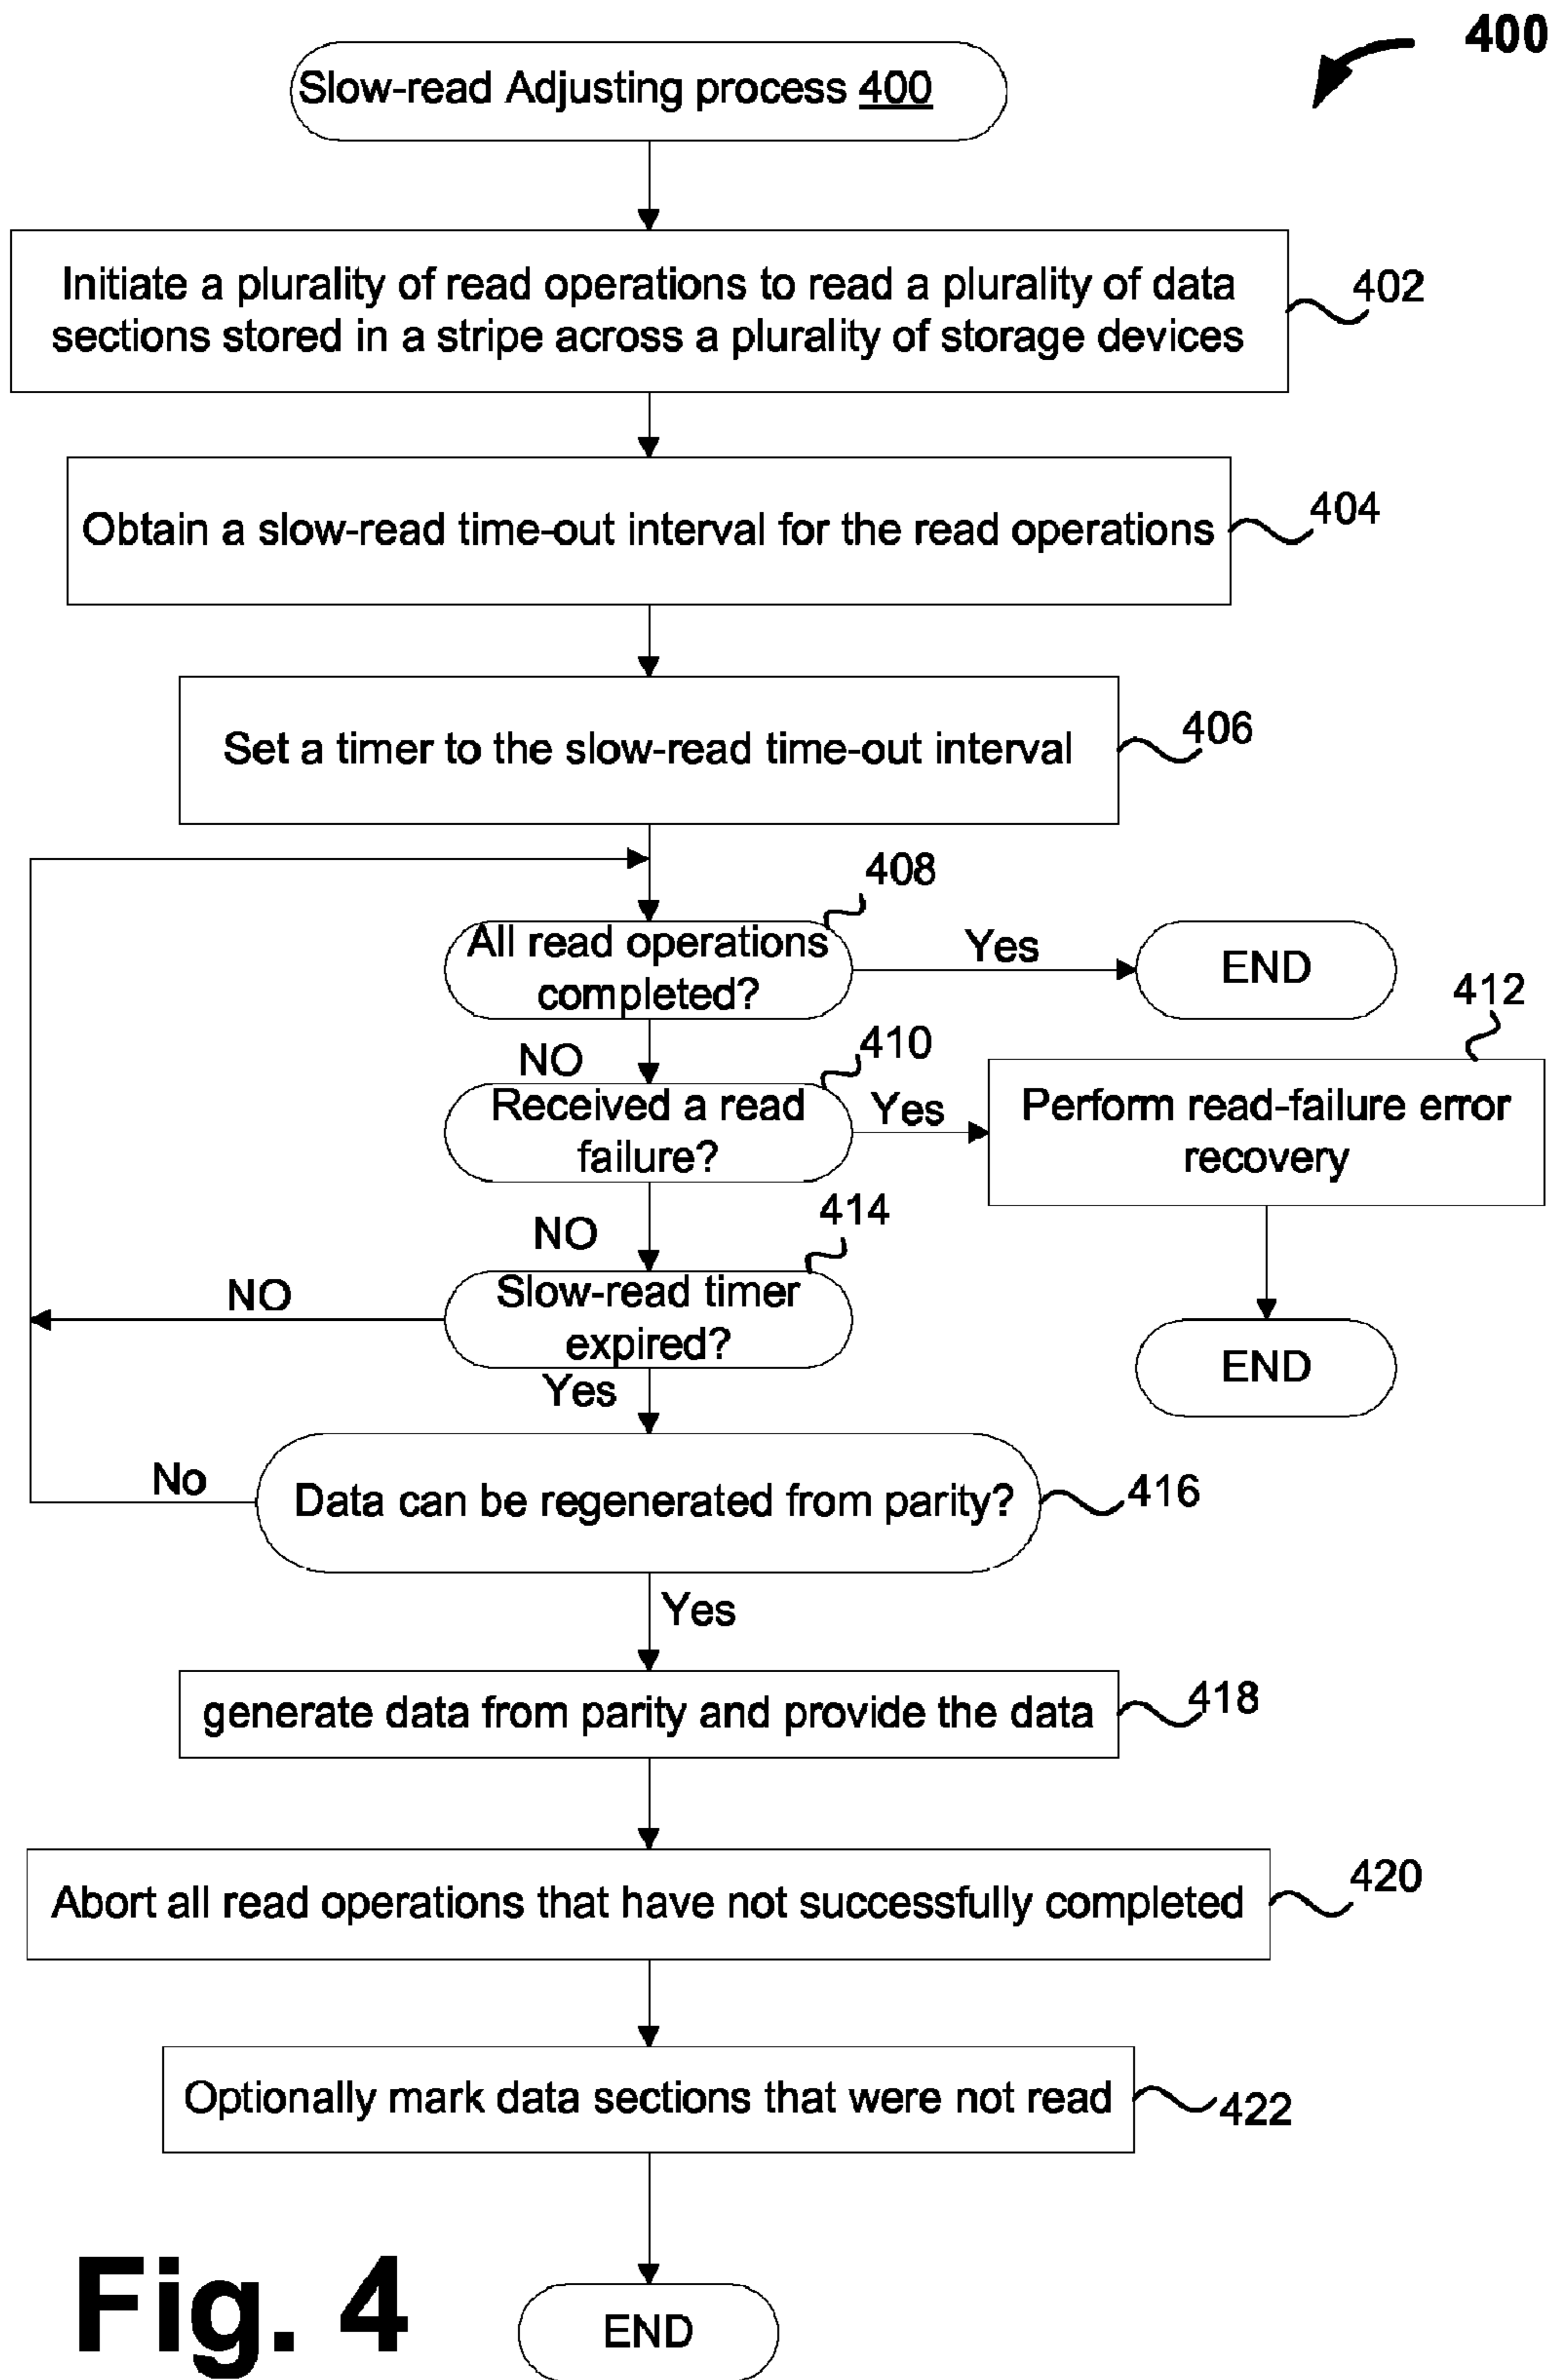 400
Slow-read Adjusting process 400
Initiate a plurality of read operations to read a plurality of data
sections stored in a stripe across a plurality of storage devices
402
Obtain a slow-read time-out interval for the read operations
404
Set a timer to the slow-read time-out interval
406
408
All read operations
completed?
Yes
END
NO
410
Received a read
failure?
Yes
412
Perform read-failure error
recovery
END
NO
414
Slow-read timer
expired?
NO
Yes
Data can be regenerated from parity?
416
No
Yes
generate data from parity and provide the data
418
Abort all read operations that have not successfully completed
420
Optionally mark data sections that were not read
422
END
Fig. 4